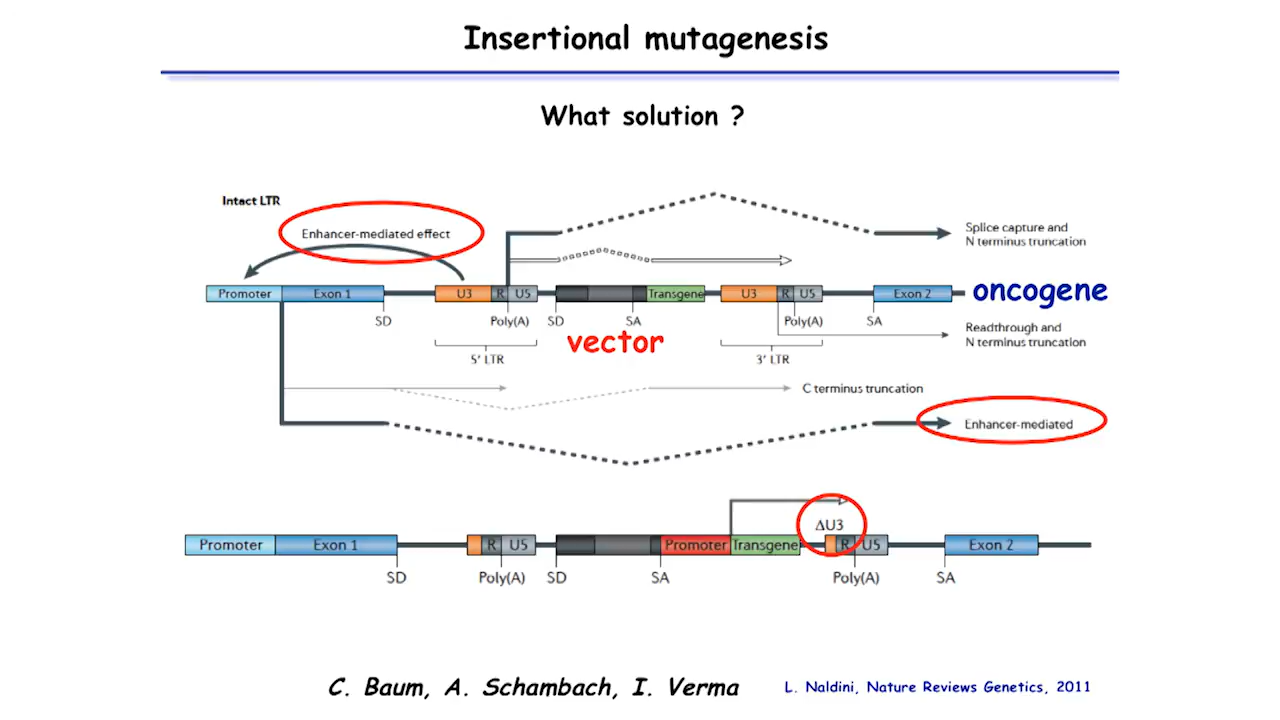 Insertional mutagenesis
What solution ?
Intact LTR
Enhancer-mediated effect
Splice capture and
N terminus truncation
Promoter Exon 1 U3 R U5 Transgene U3 R U5 Exon 2 oncogene
SD Poly(A) SD SA Poly(A) SA
vector
Readthrough and
N terminus truncation
5' LTR 3' LTR
C terminus truncation
Enhancer-mediated
ΔU3
Promoter Exon 1 R U5 Promoter Transgene R U5 Exon 2
SD Poly(A) SD SA Poly(A) SA
C. Baum, A. Schambach, I. Verma
L. Naldini, Nature Reviews Genetics, 2011